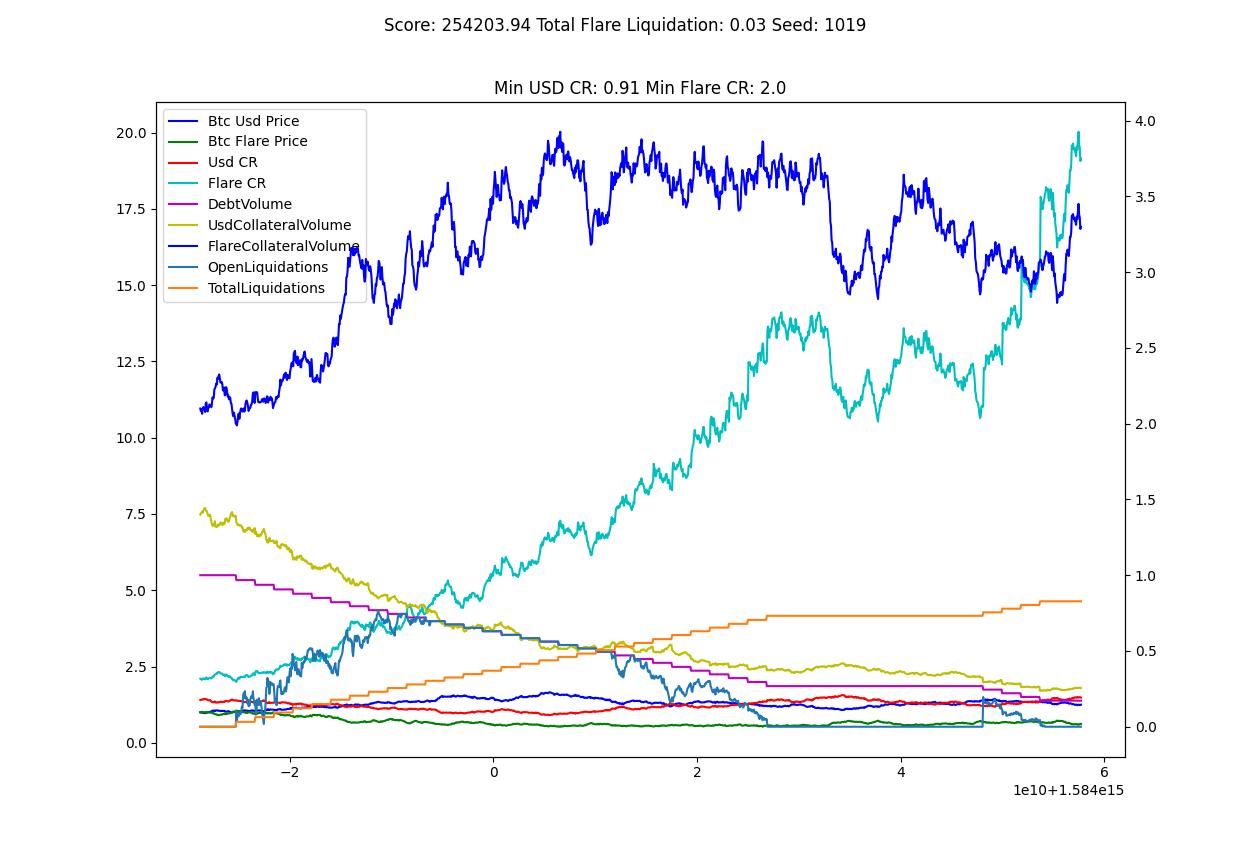 Score: 254203.94 Total Flare Liquidation: 0.03 Seed: 1019
Min USD CR: 0.91 Min Flare CR: 2.0
Btc Usd Price
Btc Flare Price
Usd CR
Flare CR
DebtVolume
UsdCollateralVolume
FlareCollateralVolume
OpenLiquidations
TotalLiquidations
20.0
17.5
15.0
12.5
10.0
7.5
5.0
2.5
0.0
4.0
3.5
3.0
2.5
2.0
1.5
1.0
0.5
0.0
−2 0 2 4 6
1e10+1.584e15